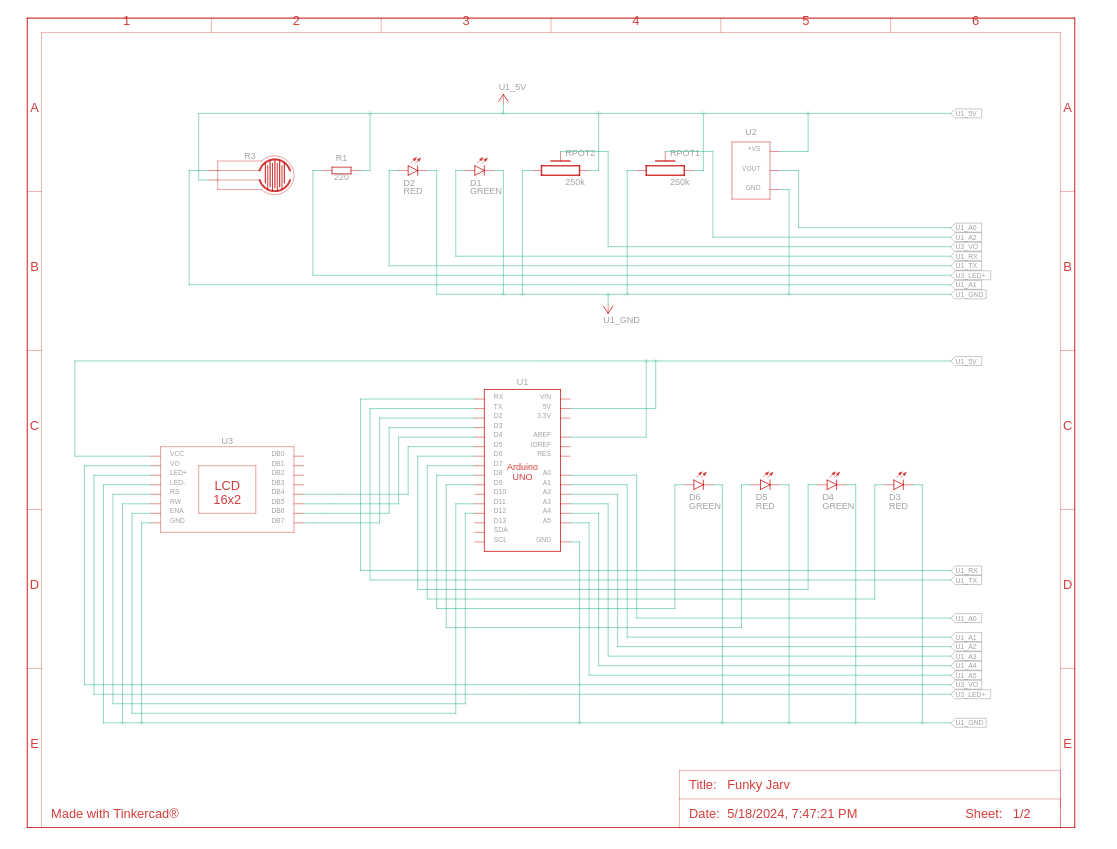 1 2 3 4 5 6
A A
U1_5V
U1_5V
R3
R1
220
D2
RED
D1
GREEN
RPOT2
250k
RPOT1
250k
U2
+VS
VOUT
GND
U1_A0
U1_A2
U3_VO
U1_RX
B B
U1_TX
U3_LED+
U1_A1
U1_GND
U1_GND
U1_5V
C C
U3
VCC DB0
VO DB1
LED+ DB2
LED- DB3
RS DB4
RW DB5
ENA DB6
GND DB7
LCD
16x2
U1
RX VIN
TX 5V
D2 3.3V
D3
D4 AREF
D5 IOREF
D6 RES
D7
D8 A0
D9 A1
D10 A2
D11 A3
D12 A4
D13 A5
SDA
SCL GND
Arduino
UNO
D6
GREEN
D5
RED
D4
GREEN
D3
RED
U1_RX
U1_TX
D D
U1_A0
U1_A1
U1_A2
U1_A3
U1_A4
U1_A5
U3_VO
U3_LED+
U1_GND
E E
Title: Funky Jarv
Made with Tinkercad®
Date: 5/18/2024, 7:47:21 PM Sheet: 1/2